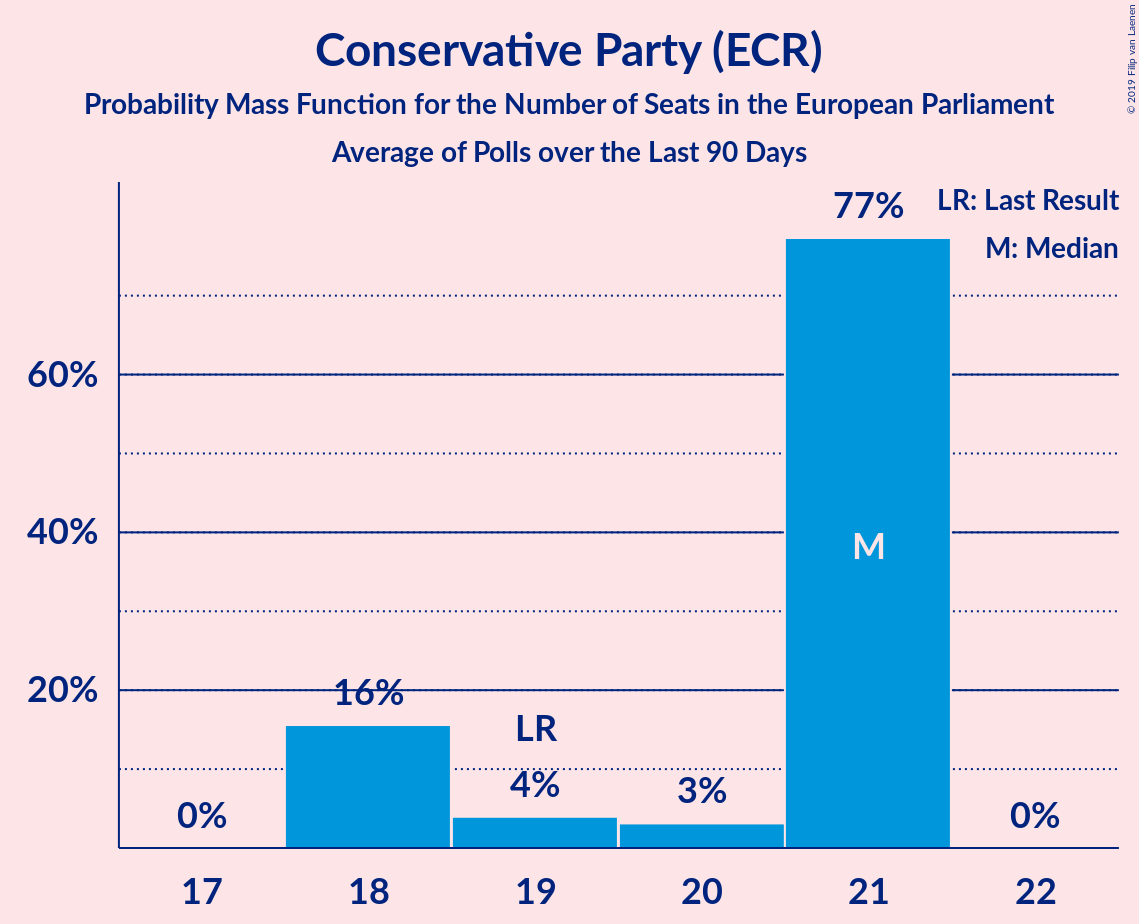 Conservative Party (ECR)
Probability Mass Function for the Number of Seats in the European Parliament
Average of Polls over the Last 90 Days
© 2019 Filip van Laenen
LR: Last Result
M: Median
77%
60%
40%
20%
M
16%
LR
4%
3%
0%
0%
17 18 19 20 21 22